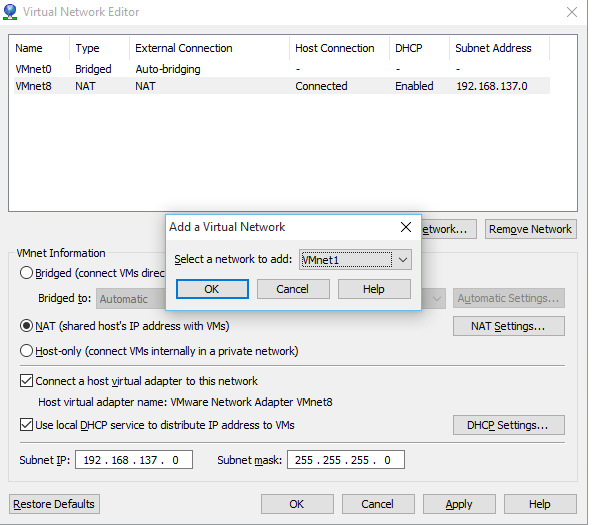 Virtual Network Editor
Name Type External Connection Host Connection DHCP Subnet Address
VMnet0 Bridged Auto-bridging - - -
VMnet8 NAT NAT Connected Enabled 192.168.137.0
Add a Virtual Network
Select a network to add: VMnet1
OK Cancel Help
etwork... Remove Network
VMnet Information
Bridged (connect VMs direc
Bridged to: Automatic Automatic Settings...
NAT (shared host's IP address with VMs) NAT Settings...
Host-only (connect VMs internally in a private network)
Connect a host virtual adapter to this network
Host virtual adapter name: VMware Network Adapter VMnet8
Use local DHCP service to distribute IP address to VMs DHCP Settings...
Subnet IP: 192 . 168 . 137 . 0 Subnet mask: 255 . 255 . 255 . 0
Restore Defaults OK Cancel Apply Help